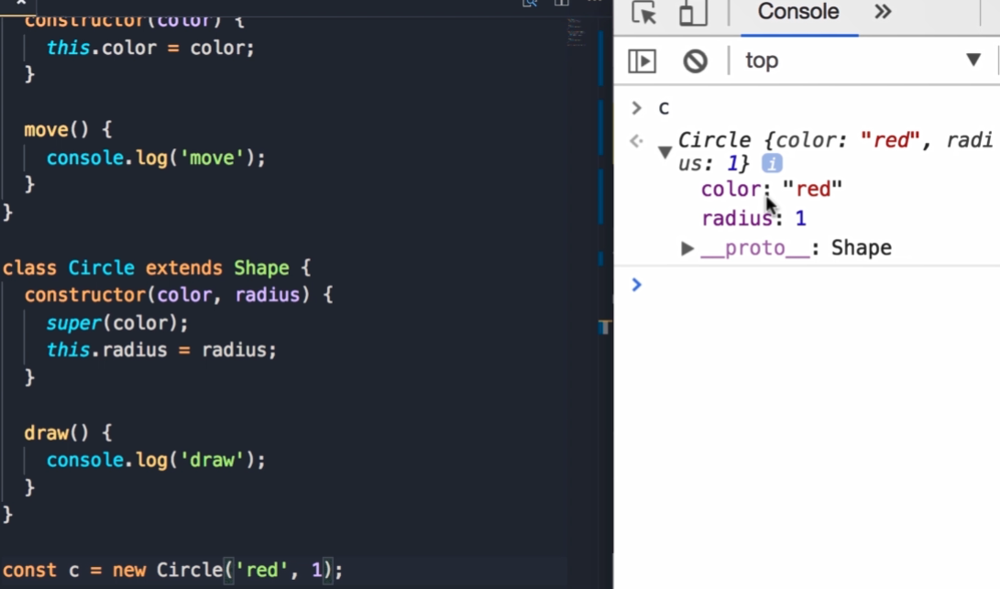 constructor(color) {
this.color = color;
}
move() {
console.log('move');
}
}
class Circle extends Shape {
constructor(color, radius) {
super(color);
this.radius = radius;
}
draw() {
console.log('draw');
}
}
const c = new Circle('red', 1);
Console »
top ▼
> c
Circle {color: "red", radi
us: 1} i
color: "red"
radius: 1
▶ __proto__: Shape
>